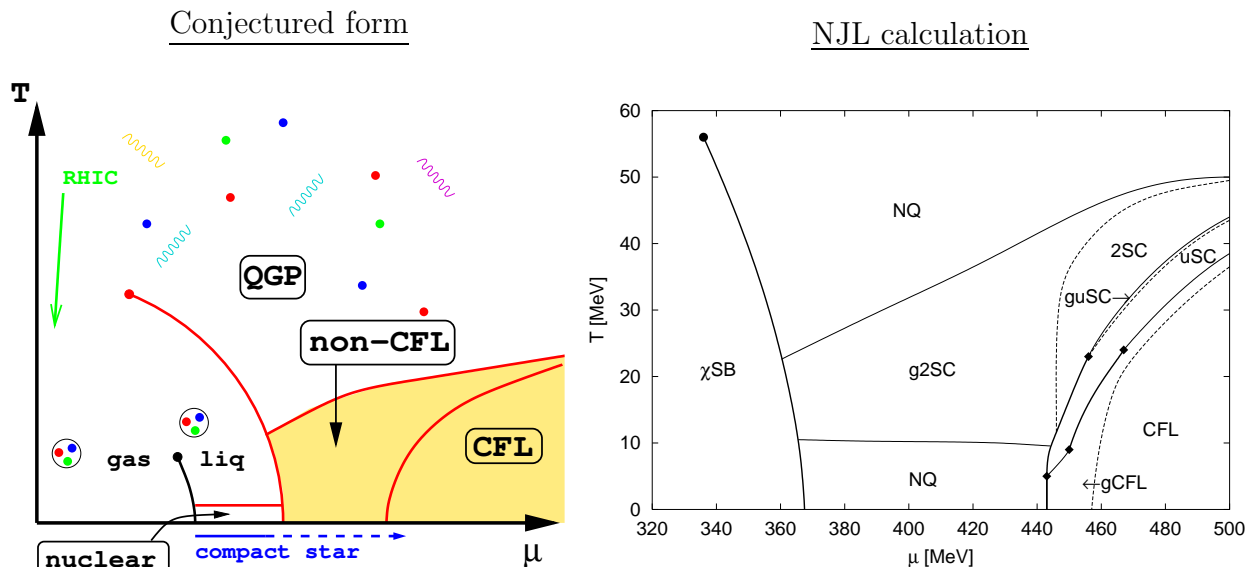 Conjectured form
T
RHIC
QGP
non-CFL
CFL
gas
liq
nuclear
compact star
μ
NJL calculation
60
50
40
30
20
10
0
T [MeV]
NQ
2SC
uSC
guSC→
χSB
g2SC
CFL
NQ
←gCFL
320 340 360 380 400 420 440 460 480 500
μ [MeV]